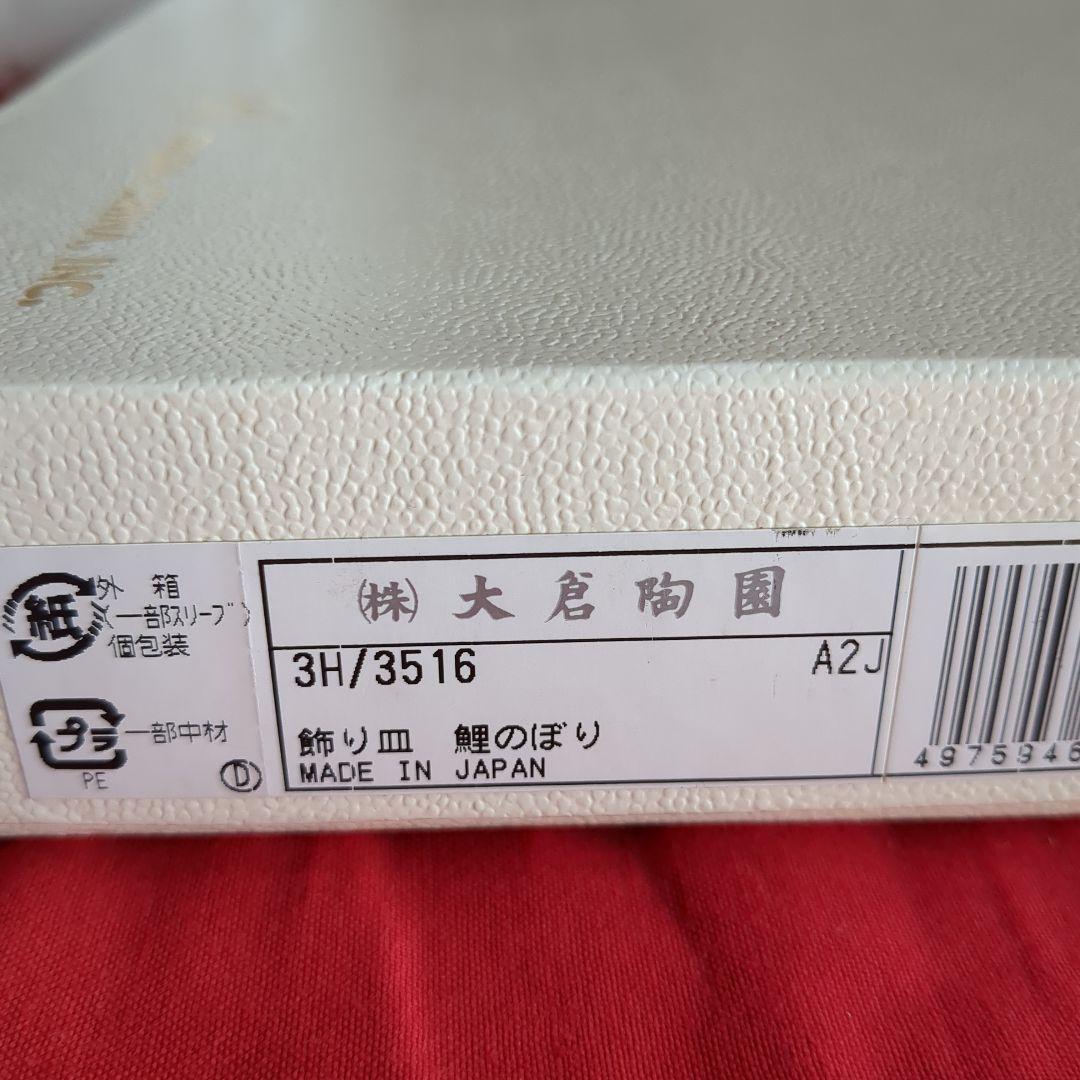 INC
紙
外 箱
(一部スリーブ)
個包装
プラ
一部中材
PE
D
㈱ 大倉陶園
3H/3516 A2J
飾り皿 鯉のぼり
MADE IN JAPAN
4975946